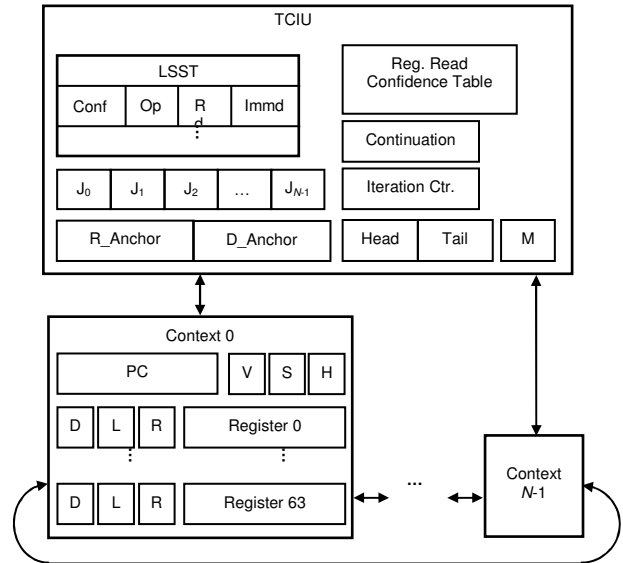 TCIU
LSST
Conf Op Rd Immd
⋮
Reg. Read
Confidence Table
Continuation
J0 J1 J2 … JN-1
Iteration Ctr.
R_Anchor D_Anchor
Head Tail M
Context 0
PC V S H
D L R Register 0
⋮ ⋮
D L R Register 63
...
Context
N-1